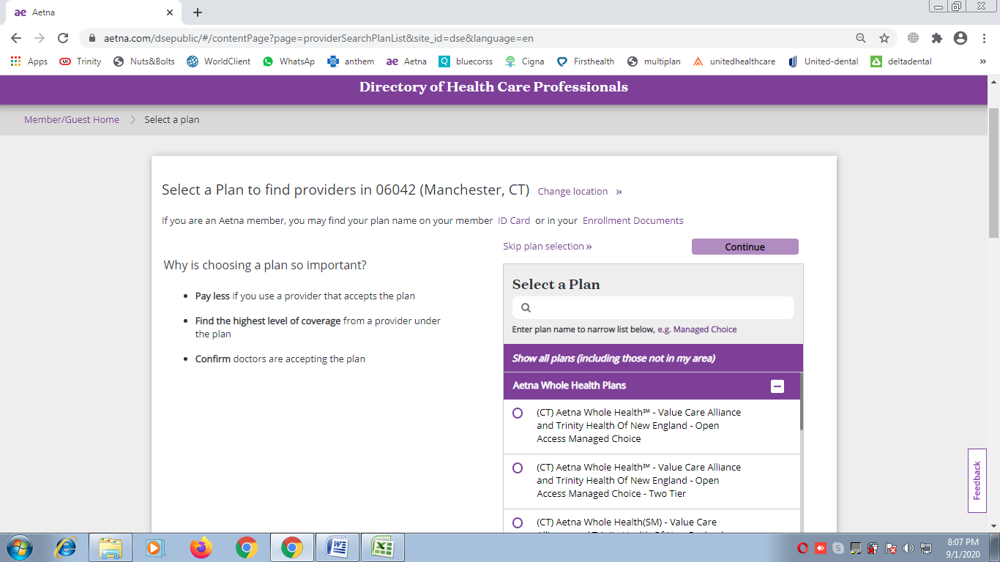 ae Aetna
aetna.com/dsepublic/#/contentPage?page=providerSearchPlanList&site_id=dse&language=en
Apps Trinity Nuts&Bolts WorldClient WhatsApp anthem ae Aetna bluecorss Cigna Firsthealth multiplan unitedhealthcare United-dental deltadental »
Directory of Health Care Professionals
Member/Guest Home > Select a plan
Select a Plan to find providers in 06042 (Manchester, CT) Change location »
If you are an Aetna member, you may find your plan name on your member ID Card or in your Enrollment Documents
Skip plan selection » Continue
Why is choosing a plan so important?
• Pay less if you use a provider that accepts the plan
• Find the highest level of coverage from a provider under
the plan
• Confirm doctors are accepting the plan
Select a Plan
Enter plan name to narrow list below, e.g. Managed Choice
Show all plans (including those not in my area)
Aetna Whole Health Plans
(CT) Aetna Whole Health℠ - Value Care Alliance
and Trinity Health Of New England - Open
Access Managed Choice
(CT) Aetna Whole Health℠ - Value Care Alliance
and Trinity Health Of New England - Open
Access Managed Choice - Two Tier
(CT) Aetna Whole Health(SM) - Value Care
Feedback
8:07 PM
9/1/2020